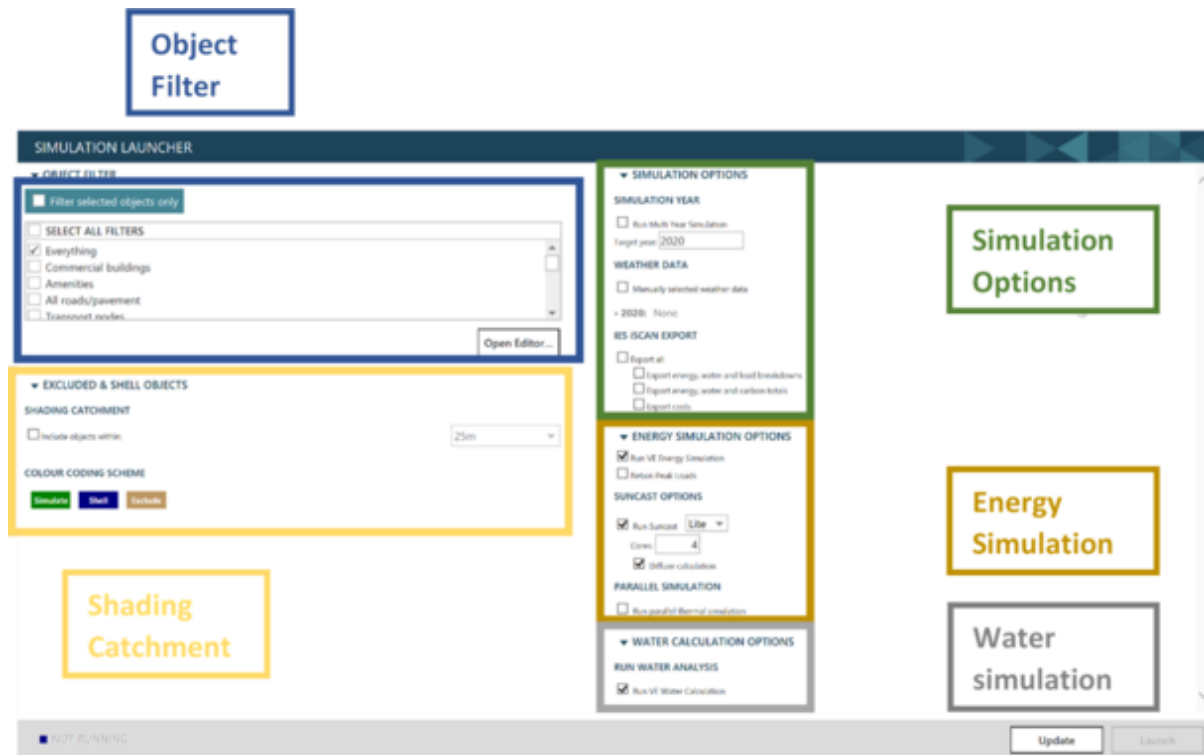 Object
Filter
SIMULATION LAUNCHER
OBJECT FILTER
Filter selected objects only
SELECT ALL FILTERS
Everything
Commercial buildings
Amenities
All roads/pavement
Transport nodes
Open Editor...
EXCLUDED & SHELL OBJECTS
SHADING CATCHMENT
Include objects within:
25m
COLOUR CODING SCHEME
Simulate Shell Exclude
Shading
Catchment
SIMULATION OPTIONS
SIMULATION YEAR
Run Multi Year Simulation
Target year: 2020
WEATHER DATA
Manually selected weather data
- 2020: None
IES iSCAN EXPORT
Export all
Export energy, water and load breakdowns
Export energy, water and carbon totals
Export costs
ENERGY SIMULATION OPTIONS
Run VE Energy Simulation
Retain Peak Loads
SUNCAST OPTIONS
Run Suncast Lite
Cores: 4
Diffuse calculation
PARALLEL SIMULATION
Run parallel thermal simulation
WATER CALCULATION OPTIONS
RUN WATER ANALYSIS
Run VE Water Calculation
Simulation
Options
Energy
Simulation
Water
simulation
NOT RUNNING
Update
Launch